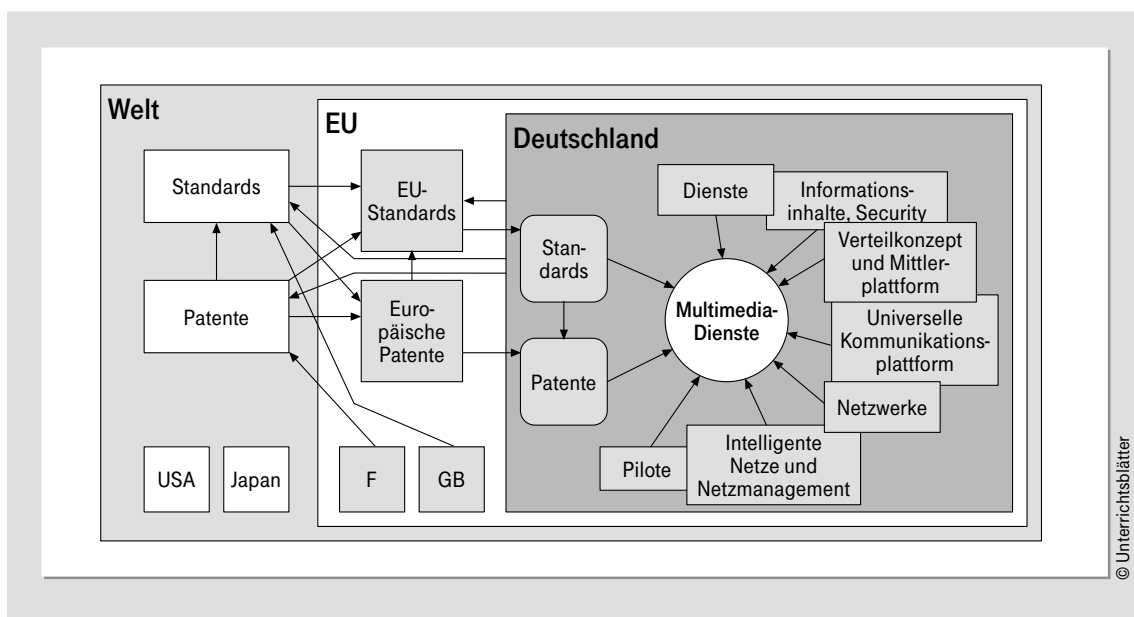 Welt
EU
Deutschland
Standards
EU-
Standards
Dienste
Informations-
inhalte, Security
Stan-
dards
Verteilkonzept
und Mittler-
plattform
Patente
Euro-
päische
Patente
Multimedia-
Dienste
Universelle
Kommunikations-
plattform
Patente
Netzwerke
USA
Japan
F
GB
Pilote
Intelligente
Netze und
Netzmanagement
© Unterrichtsblätter